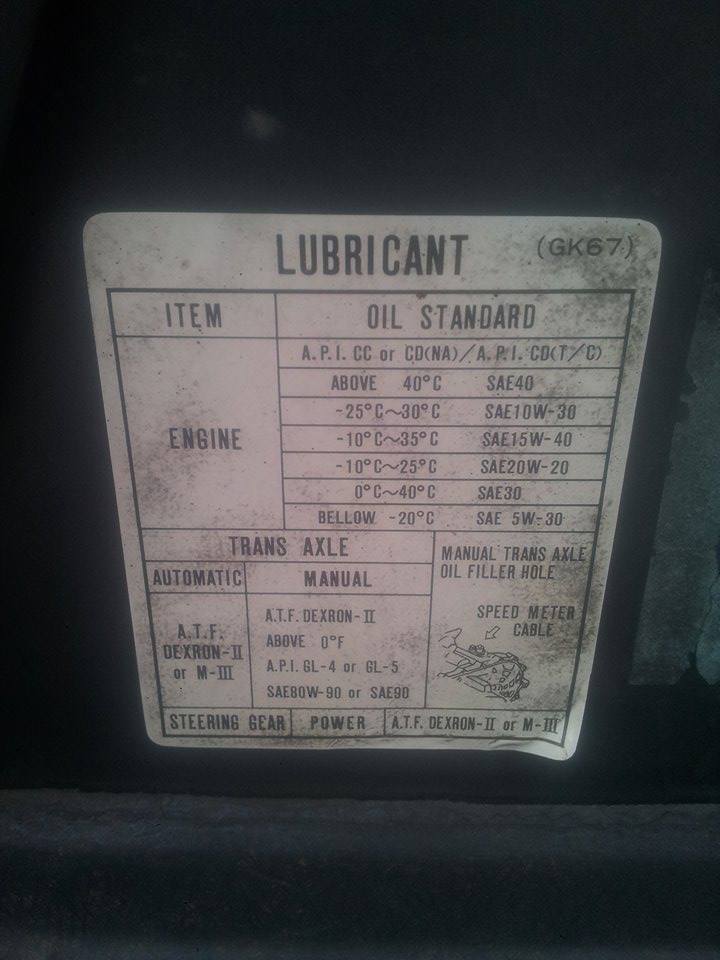 LUBRICANT (GK67)
ITEM OIL STANDARD
A.P.I. CC or CD(NA)/A.P.I. CD(T/C)
ABOVE 40°C SAE40
-25°C~30°C SAE10W-30
-10°C~35°C SAE15W-40
ENGINE
-10°C~25°C SAE20W-20
0°C~40°C SAE30
BELLOW -20°C SAE 5W-30
TRANS AXLE
AUTOMATIC MANUAL
A.T.F.
DEXRON-II
or M-III
A.T.F. DEXRON-II
ABOVE 0°F
A.P.I. GL-4 or GL-5
SAE80W-90 or SAE90
MANUAL TRANS AXLE
OIL FILLER HOLE
SPEED METER
CABLE
STEERING GEAR POWER A.T.F. DEXRON-II or M-III